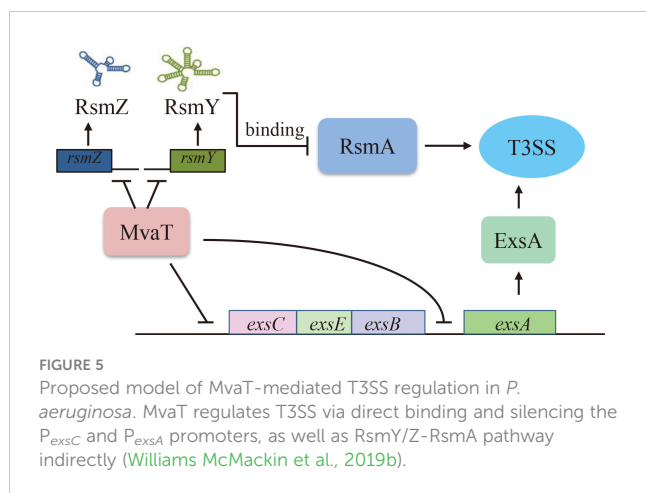 RsmZ
RsmY
binding
RsmA
T3SS
rsmZ
rsmY
MvaT
ExsA
exsC
exsE
exsB
exsA
FIGURE 5
Proposed model of MvaT-mediated T3SS regulation in P.
aeruginosa. MvaT regulates T3SS via direct binding and silencing the
PexsC and PexsA promoters, as well as RsmY/Z-RsmA pathway
indirectly (Williams McMackin et al., 2019b).